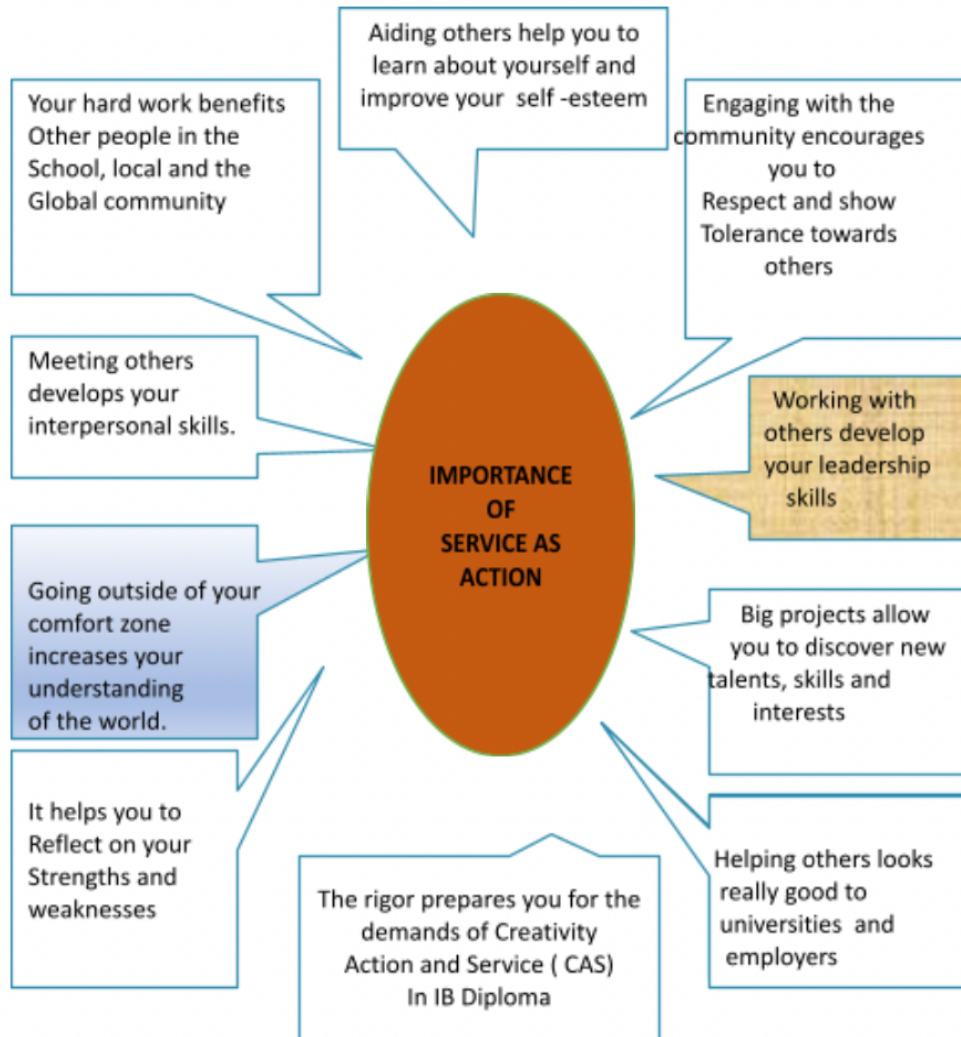 Aiding others help you to
learn about yourself and
improve your self -esteem
Your hard work benefits
Other people in the
School, local and the
Global community
Engaging with the
community encourages
you to
Respect and show
Tolerance towards
others
Meeting others
develops your
interpersonal skills.
Working with
others develop
your leadership
skills
IMPORTANCE
OF
SERVICE AS
ACTION
Going outside of your
comfort zone
increases your
understanding
of the world.
Big projects allow
you to discover new
talents, skills and
interests
It helps you to
Reflect on your
Strengths and
weaknesses
Helping others looks
really good to
universities and
employers
The rigor prepares you for the
demands of Creativity
Action and Service ( CAS)
In IB Diploma